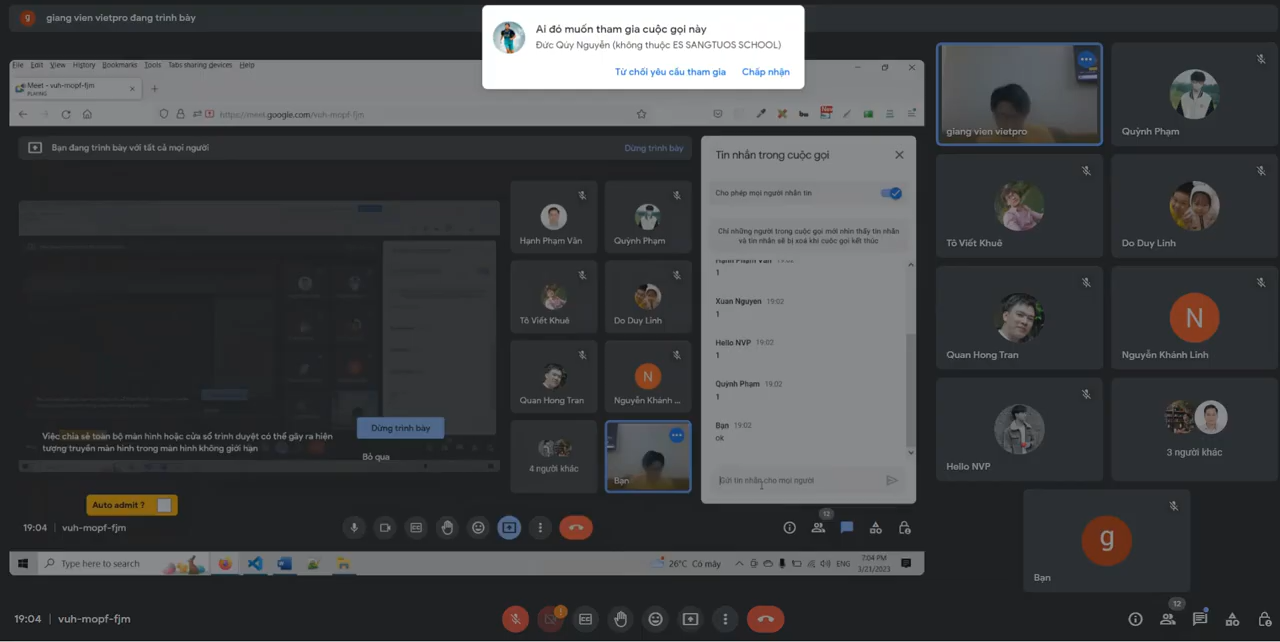 giang vien vietpro đang trình bày
Ai đó muốn tham gia cuộc gọi này
Đức Qúy Nguyễn (không thuộc ES SANGTUOS SCHOOL)
Từ chối yêu cầu tham gia
Chấp nhận
File Edit View History Bookmarks Tools Tabs sharing devices Help
Meet - vuh-mopf-fjm
PLAYING
https://meet.google.com/vuh-mopf-fjm
Bạn đang trình bày với tất cả mọi người
Dừng trình bày
Hạnh Phạm Văn
Quỳnh Phạm
Tô Viết Khuê
Do Duy Linh
Quan Hong Tran
N
Nguyễn Khánh ...
4 người khác
Bạn
Việc chia sẻ toàn bộ màn hình hoặc cửa sổ trình duyệt có thể gây ra hiện
tượng truyền màn hình trong màn hình không giới hạn
Dừng trình bày
Bỏ qua
Auto admit ?
19:04 | vuh-mopf-fjm
12
Tin nhắn trong cuộc gọi
Cho phép mọi người nhắn tin
Chỉ những người trong cuộc gọi mới nhìn thấy tin nhắn
và tin nhắn sẽ bị xoá khi cuộc gọi kết thúc
Hạnh Phạm Văn 19:02
1
Xuan Nguyen 19:02
1
Hello NVP 19:02
1
Quỳnh Phạm 19:02
1
Bạn 19:02
ok
Gửi tin nhắn cho mọi người
Type here to search
26°C Có mây
ENG
7:04 PM
3/21/2023
giang vien vietpro
Quỳnh Phạm
Tô Viết Khuê
Do Duy Linh
Quan Hong Tran
N
Nguyễn Khánh Linh
Hello NVP
3 người khác
g
Bạn
19:04 | vuh-mopf-fjm
12